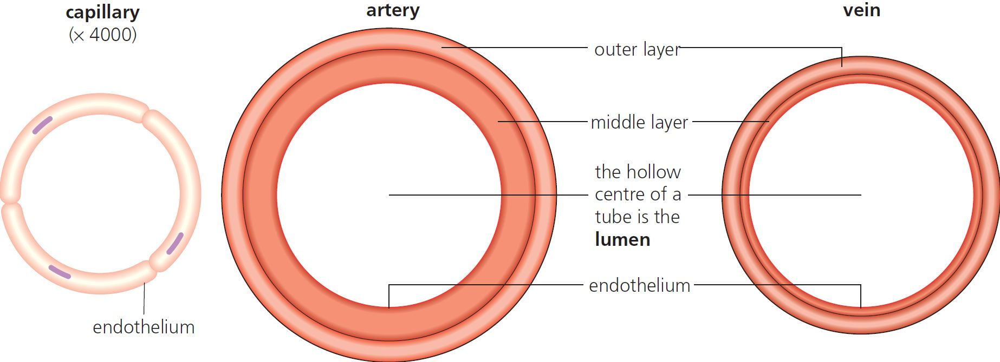 capillary
(× 4000)
artery
vein
outer layer
middle layer
the hollow
centre of a
tube is the
lumen
endothelium
endothelium